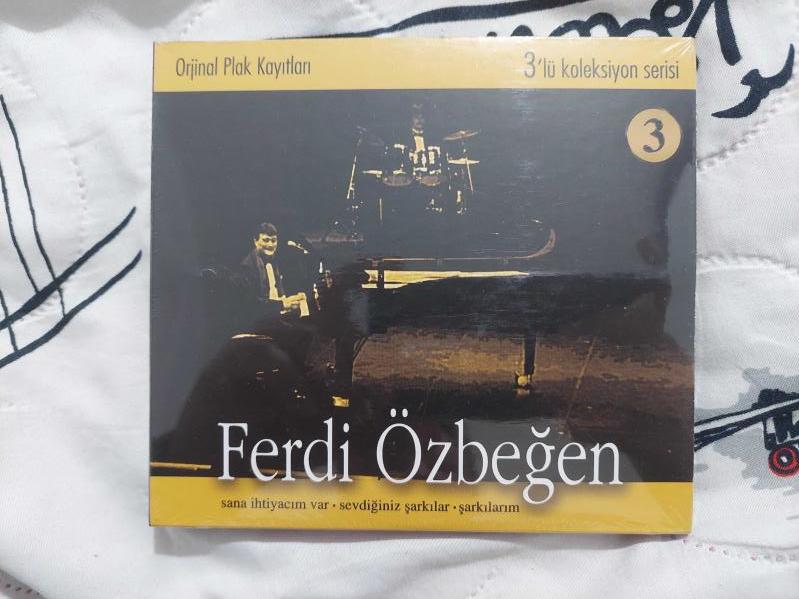 Orjinal Plak Kayıtları
3'lü koleksiyon serisi
3
Ferdi Özbeğen
sana ihtiyacım var • sevdiğiniz şarkılar • şarkılarım